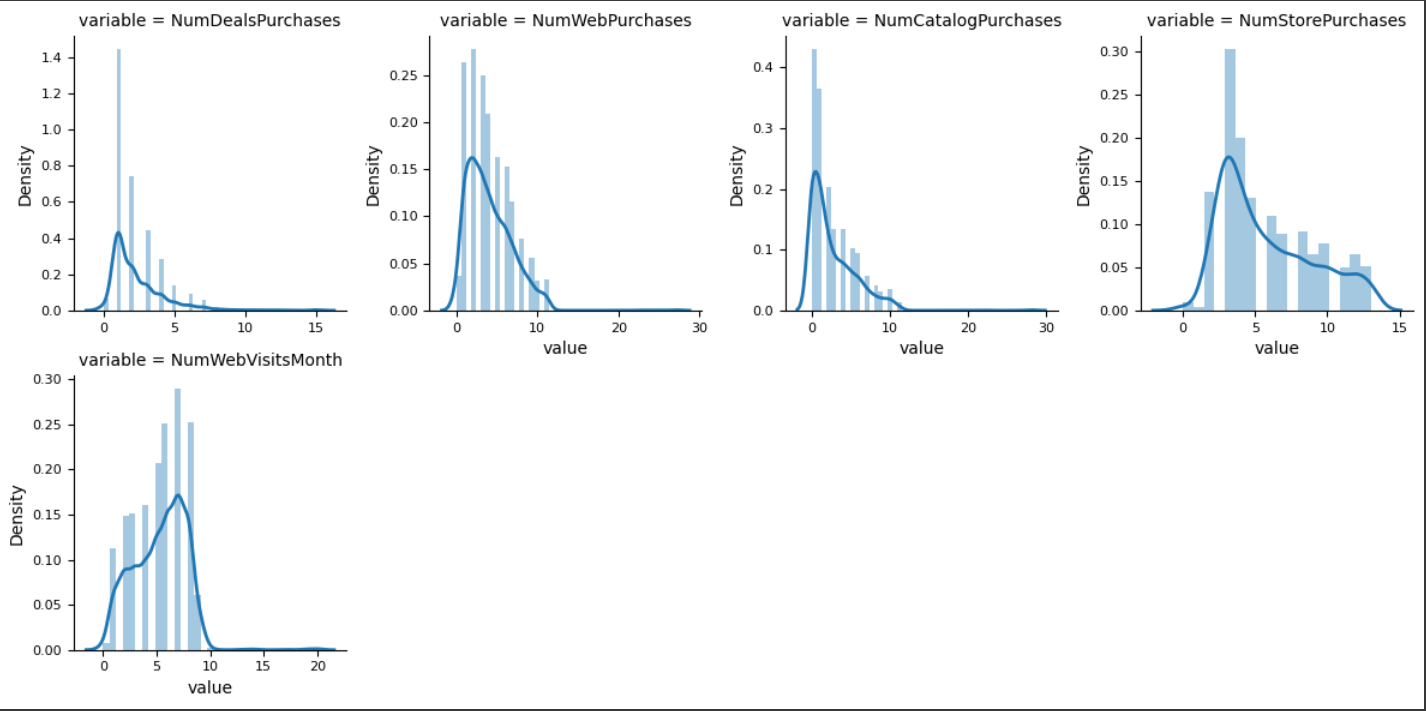 variable = NumDealsPurchases
variable = NumWebPurchases
variable = NumCatalogPurchases
variable = NumStorePurchases
Density
1.4
1.2
1.0
0.8
0.6
0.4
0.2
0.0
0 5 10 15
Density
0.25
0.20
0.15
0.10
0.05
0.00
0 10 20 30
value
Density
0.4
0.3
0.2
0.1
0.0
0 10 20 30
value
Density
0.30
0.25
0.20
0.15
0.10
0.05
0.00
0 5 10 15
value
variable = NumWebVisitsMonth
Density
0.30
0.25
0.20
0.15
0.10
0.05
0.00
0 5 10 15 20
value